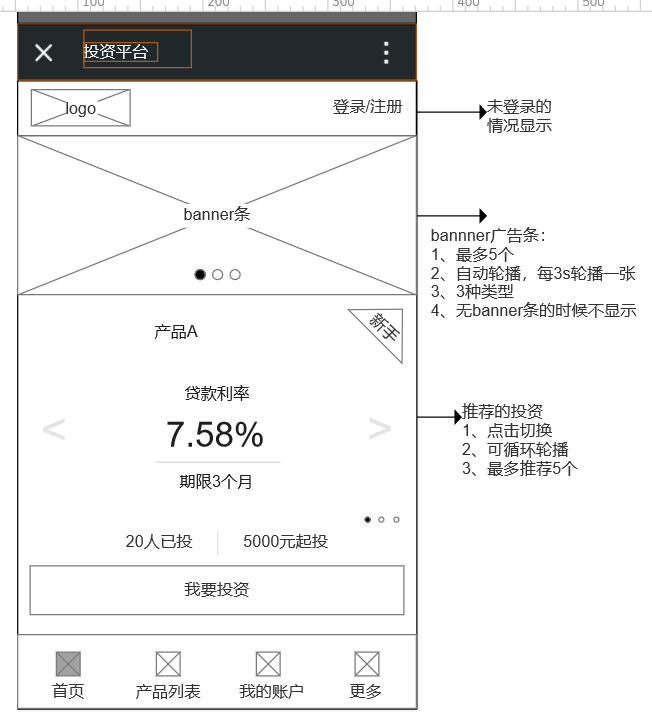 100 200 300 400 500
投资平台
logo
登录/注册
未登录的
情况显示
banner条
bannner广告条：
1、最多5个
2、自动轮播，每3s轮播一张
3、3种类型
4、无banner条的时候不显示
产品A
新手
贷款利率
7.58%
期限3个月
推荐的投资
1、点击切换
2、可循环轮播
3、最多推荐5个
20人已投
5000元起投
我要投资
首页
产品列表
我的账户
更多